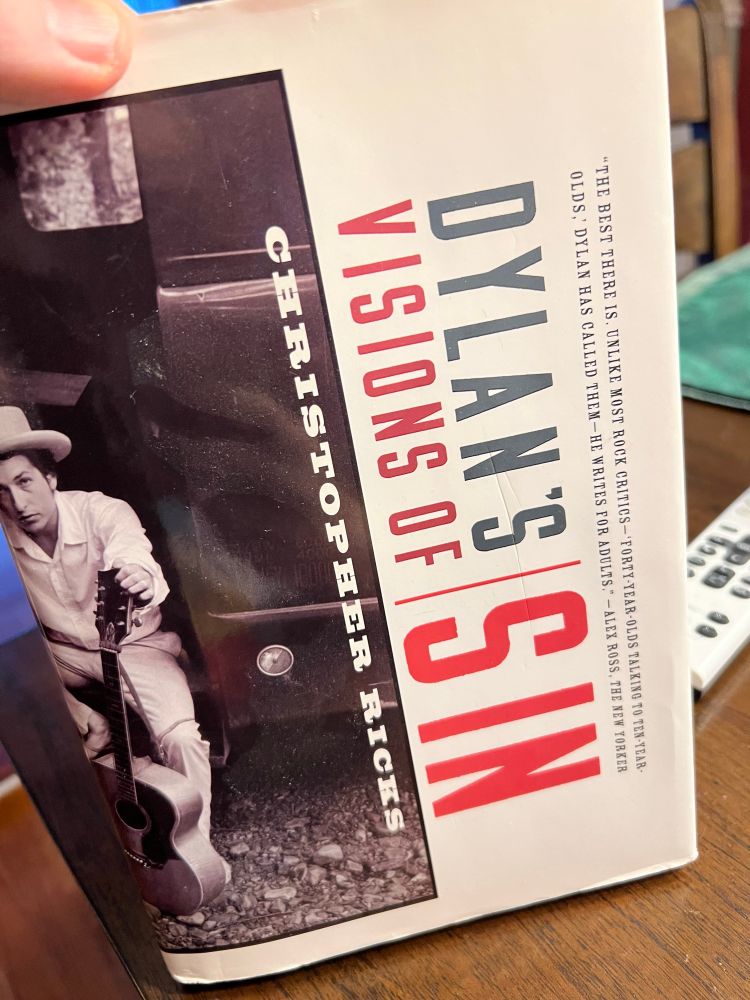 “THE BEST THERE IS. UNLIKE MOST ROCK CRITICS—‘FORTY-YEAR-OLDS TALKING TO TEN-YEAR-
OLDS,’ DYLAN HAS CALLED THEM—HE WRITES FOR ADULTS.” —ALEX ROSS, THE NEW YORKER
DYLAN'S
VISIONS OF
SIN
CHRISTOPHER RICKS